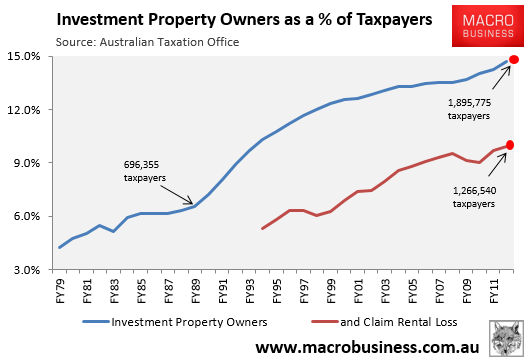 Investment Property Owners as a % of Taxpayers
Source: Australian Taxation Office
MACRO
BUSINESS
15.0%
12.0%
9.0%
6.0%
3.0%
1,895,775
taxpayers
696,355
taxpayers
1,266,540
taxpayers
FY79
FY81
FY83
FY85
FY87
FY89
FY91
FY93
FY95
FY97
FY99
FY01
FY03
FY05
FY07
FY09
FY11
Investment Property Owners
and Claim Rental Loss
www.macrobusiness.com.au